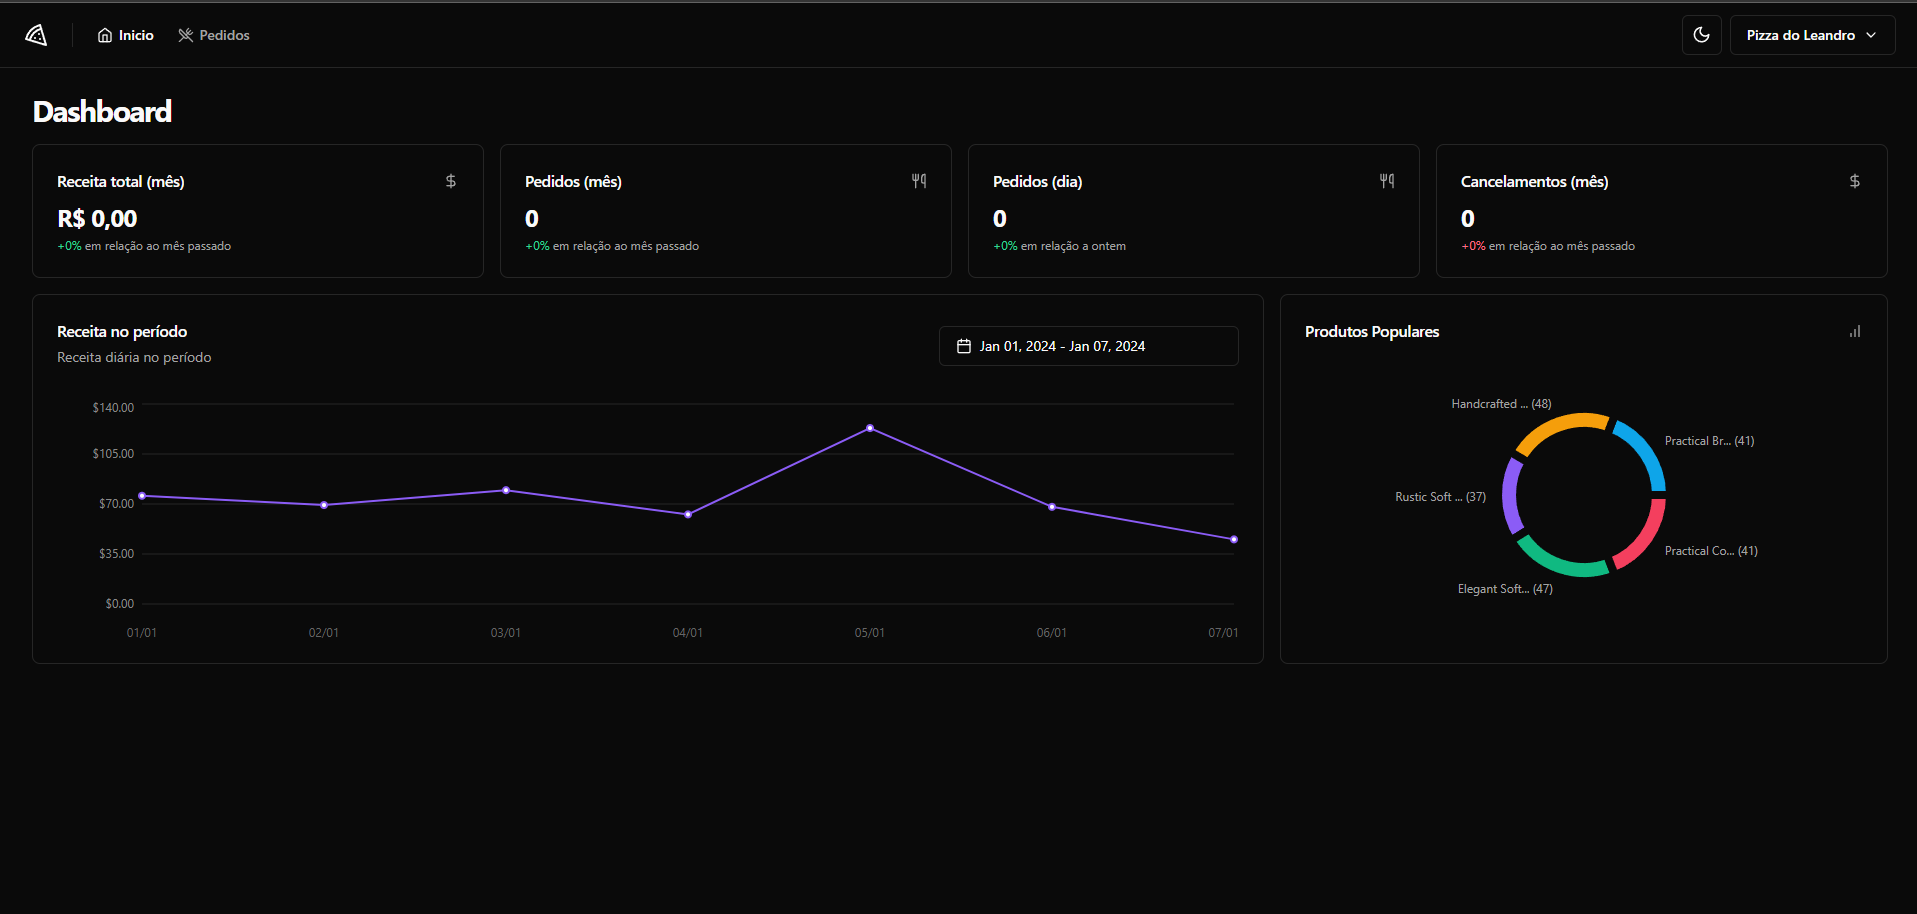 Inicio
Pedidos
Pizza do Leandro
Dashboard
Receita total (mês)
R$ 0,00
+0% em relação ao mês passado
Pedidos (mês)
0
+0% em relação ao mês passado
Pedidos (dia)
0
+0% em relação a ontem
Cancelamentos (mês)
0
+0% em relação ao mês passado
Receita no período
Receita diária no período
Jan 01, 2024 - Jan 07, 2024
$140.00
$105.00
$70.00
$35.00
$0.00
01/01
02/01
03/01
04/01
05/01
06/01
07/01
Produtos Populares
Handcrafted ... (48)
Practical Br... (41)
Rustic Soft ... (37)
Practical Co... (41)
Elegant Soft... (47)